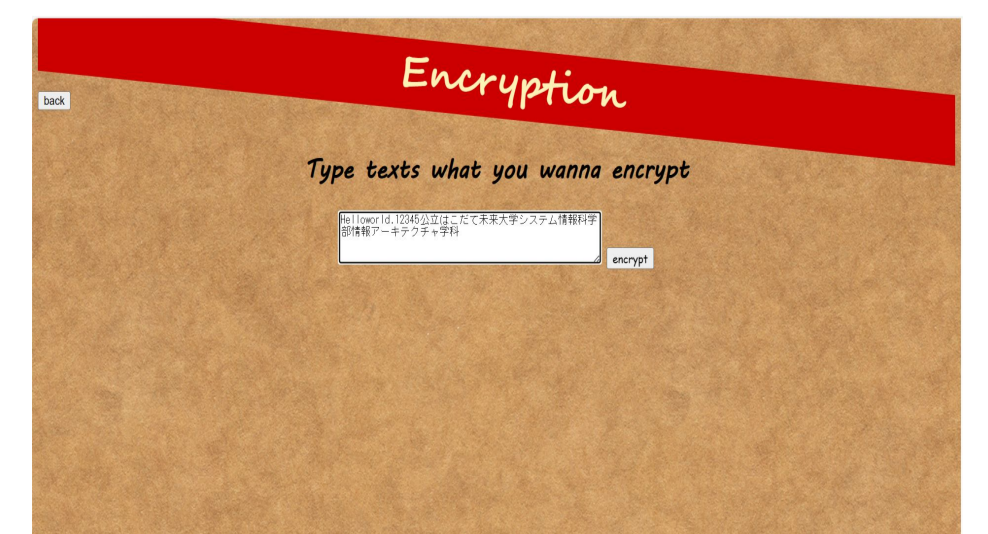 Encryption
back
Type texts what you wanna encrypt
Helloworld.12345公立はこだて未来大学システム情報科学
部情報アーキテクチャ学科
encrypt